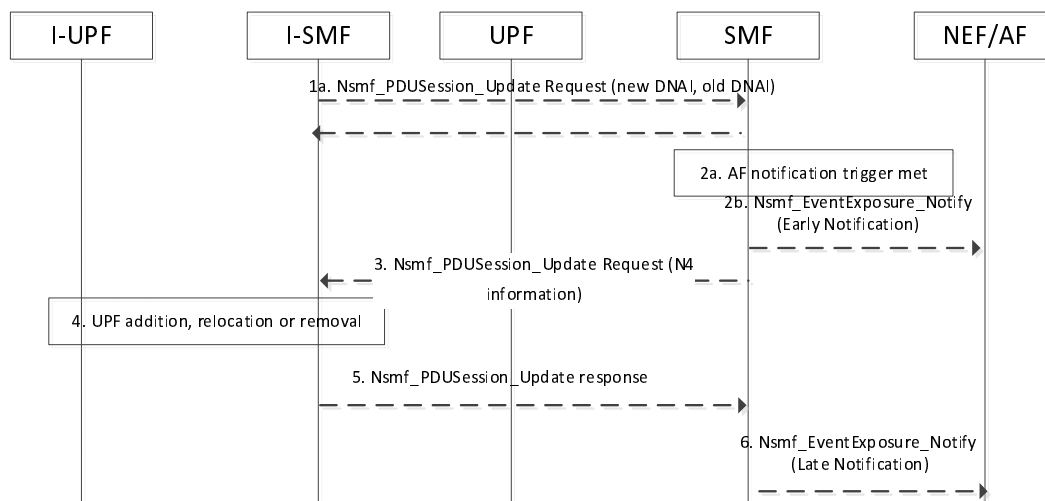 I-UPF I-SMF UPF SMF NEF/AF
1a. Nsmf_PDUSession_Update Request (new DNAI, old DNAI)
2a. AF notification trigger met
2b. Nsmf_EventExposure_Notify
(Early Notification)
3. Nsmf_PDUSession_Update Request (N4
information)
4. UPF addition, relocation or removal
5. Nsmf_PDUSession_Update response
6. Nsmf_EventExposure_Notify
(Late Notification)